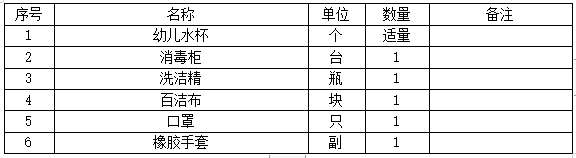 序号 名称 单位 数量 备注
1 幼儿水杯 个 适量
2 消毒柜 台 1
3 洗洁精 瓶 1
4 百洁布 块 1
5 口罩 只 1
6 橡胶手套 副 1